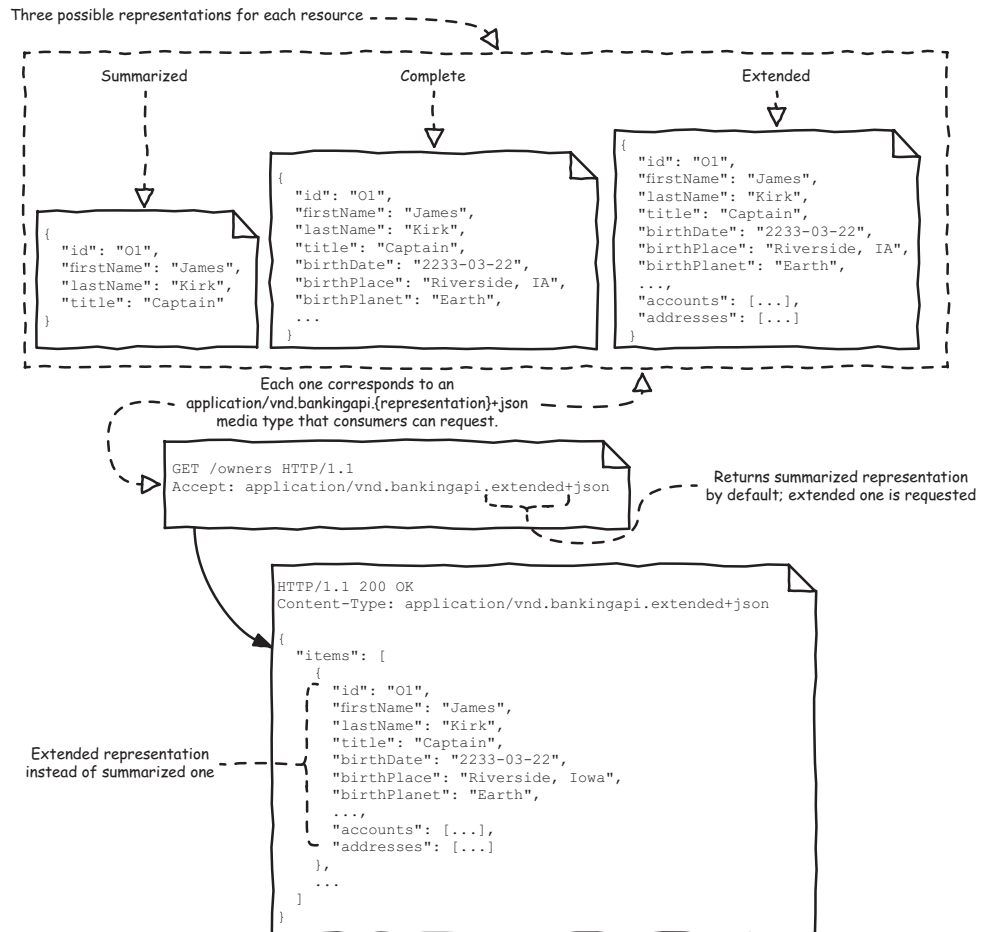 Three possible representations for each resource
Summarized
Complete
Extended
{
"id": "O1",
"firstName": "James",
"lastName": "Kirk",
"title": "Captain"
}
{
"id": "O1",
"firstName": "James",
"lastName": "Kirk",
"title": "Captain",
"birthDate": "2233-03-22",
"birthPlace": "Riverside, IA",
"birthPlanet": "Earth",
...
}
{
"id": "O1",
"firstName": "James",
"lastName": "Kirk",
"title": "Captain",
"birthDate": "2233-03-22",
"birthPlace": "Riverside, IA",
"birthPlanet": "Earth",
...,
"accounts": [...],
"addresses": [...]
}
Each one corresponds to an
application/vnd.bankingapi.{representation}+json
media type that consumers can request.
GET /owners HTTP/1.1
Accept: application/vnd.bankingapi.extended+json
Returns summarized representation
by default; extended one is requested
HTTP/1.1 200 OK
Content-Type: application/vnd.bankingapi.extended+json
{
"items": [
{
"id": "O1",
"firstName": "James",
"lastName": "Kirk",
"title": "Captain",
"birthDate": "2233-03-22",
"birthPlace": "Riverside, Iowa",
"birthPlanet": "Earth",
...,
"accounts": [...],
"addresses": [...]
},
...
]
}
Extended representation
instead of summarized one